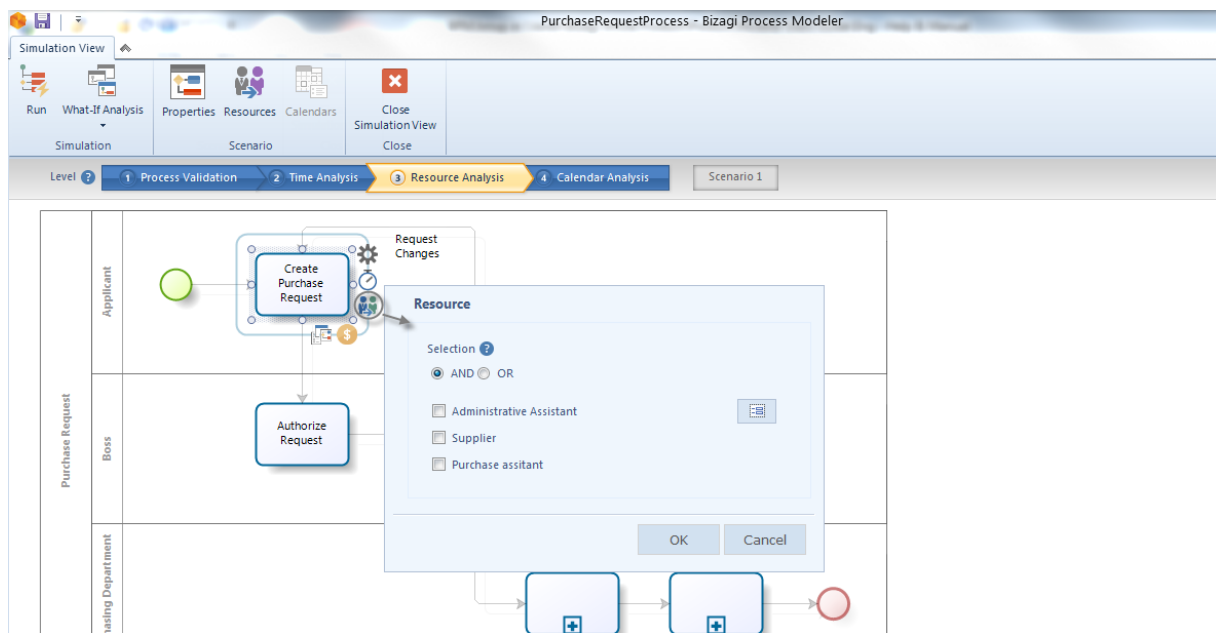 PurchaseRequestProcess - Bizagi Process Modeler
Simulation View
Run
What-If Analysis
Properties
Resources
Calendars
Close
Simulation View
Simulation
Scenario
Close
Level ?
1 Process Validation
2 Time Analysis
3 Resource Analysis
4 Calendar Analysis
Scenario 1
Purchase Request
Applicant
Create
Purchase
Request
Request
Changes
$
Resource
Selection ?
AND
OR
Administrative Assistant
Supplier
Purchase assitant
OK
Cancel
Boss
Authorize
Request
hasing Department